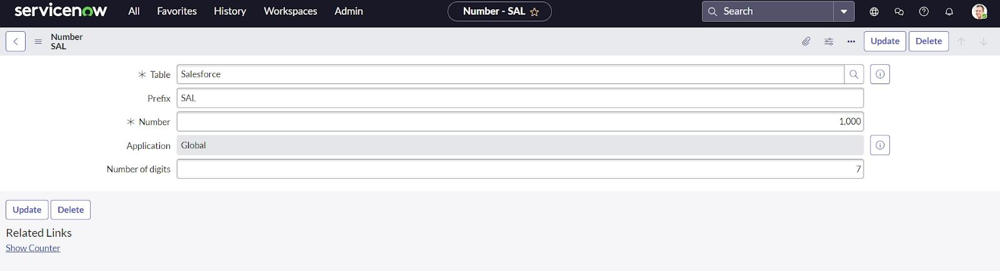 servicenow All Favorites History Workspaces Admin Number - SAL Search
Number
SAL
Update Delete
Table Salesforce
Prefix SAL
Number 1,000
Application Global
Number of digits 7
Update Delete
Related Links
Show Counter